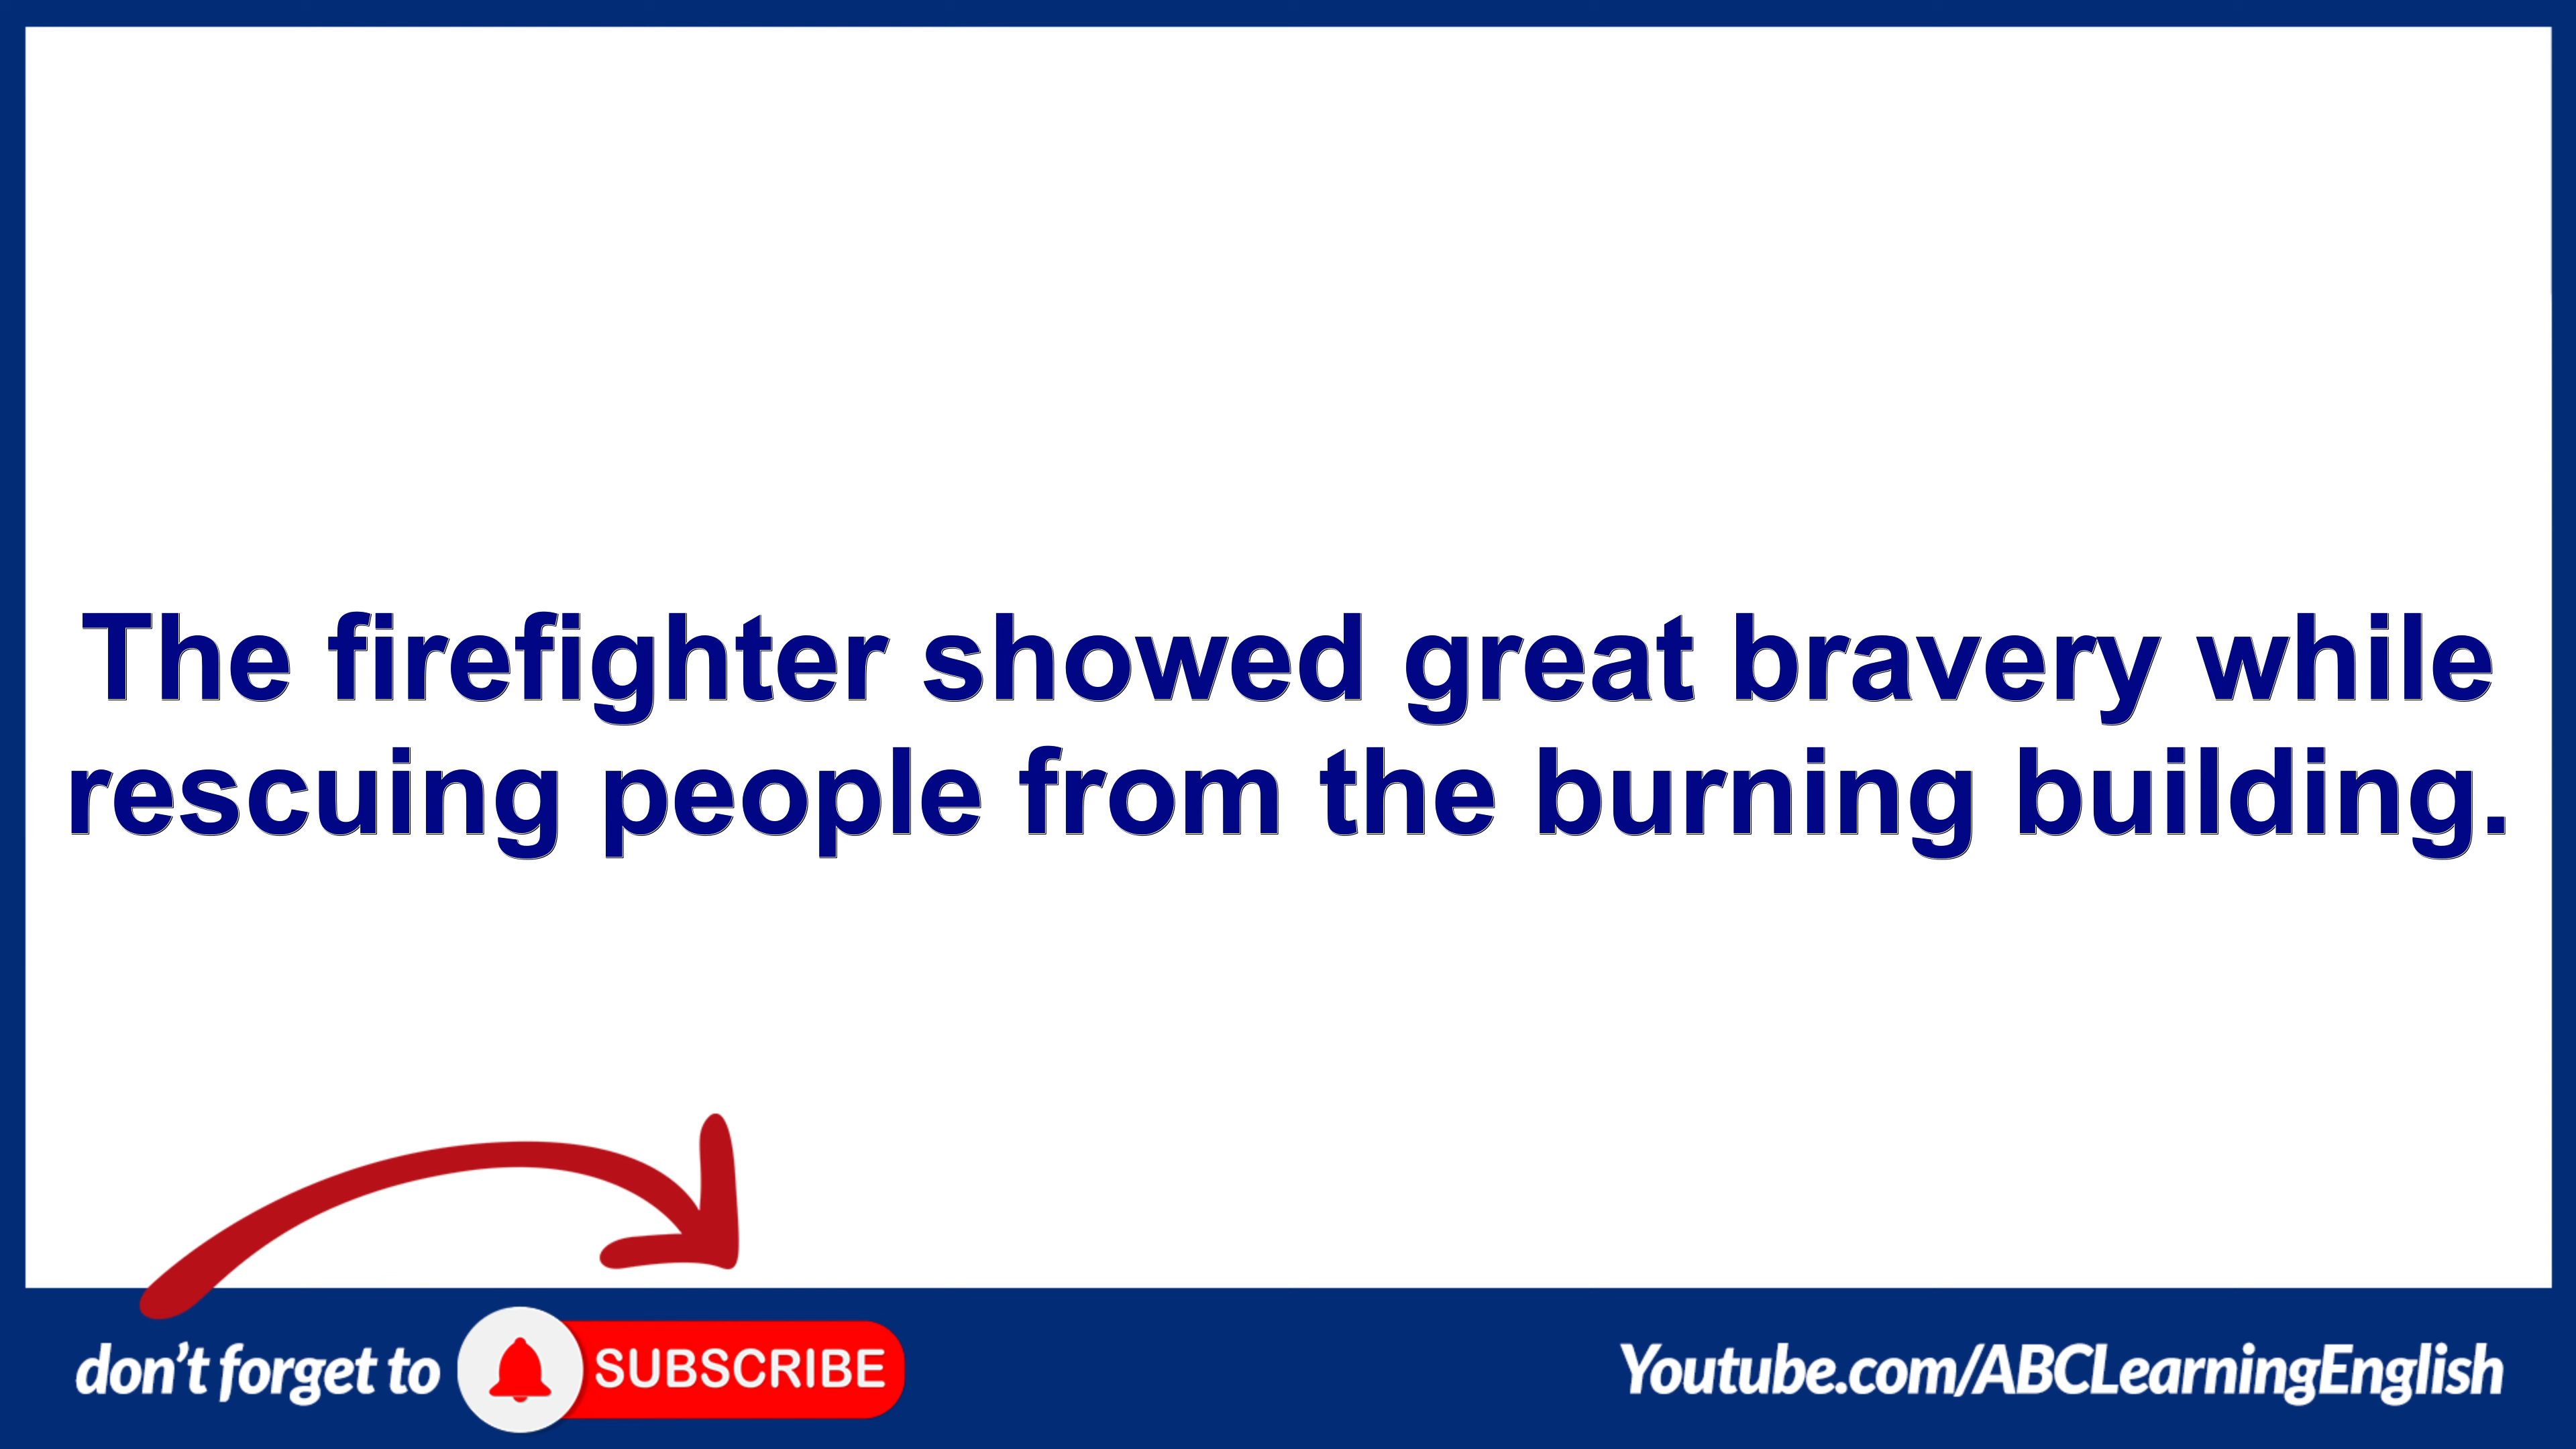 The firefighter showed great bravery while
rescuing people from the burning building.
don't forget to SUBSCRIBE
Youtube.com/ABCLearningEnglish